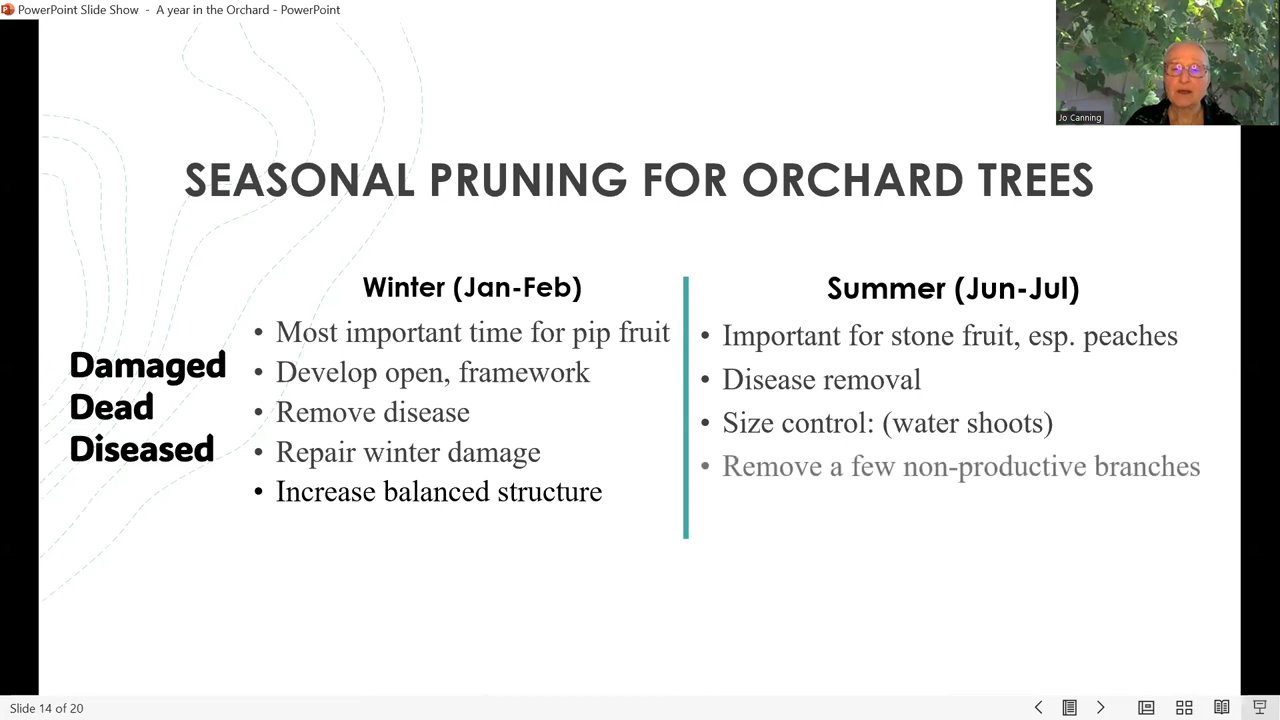 PowerPoint Slide Show - A year in the Orchard - PowerPoint
Jo Canning
SEASONAL PRUNING FOR ORCHARD TREES
Damaged
Dead
Diseased
Winter (Jan-Feb)
• Most important time for pip fruit
• Develop open, framework
• Remove disease
• Repair winter damage
• Increase balanced structure
Summer (Jun-Jul)
• Important for stone fruit, esp. peaches
• Disease removal
• Size control: (water shoots)
• Remove a few non-productive branches
Slide 14 of 20